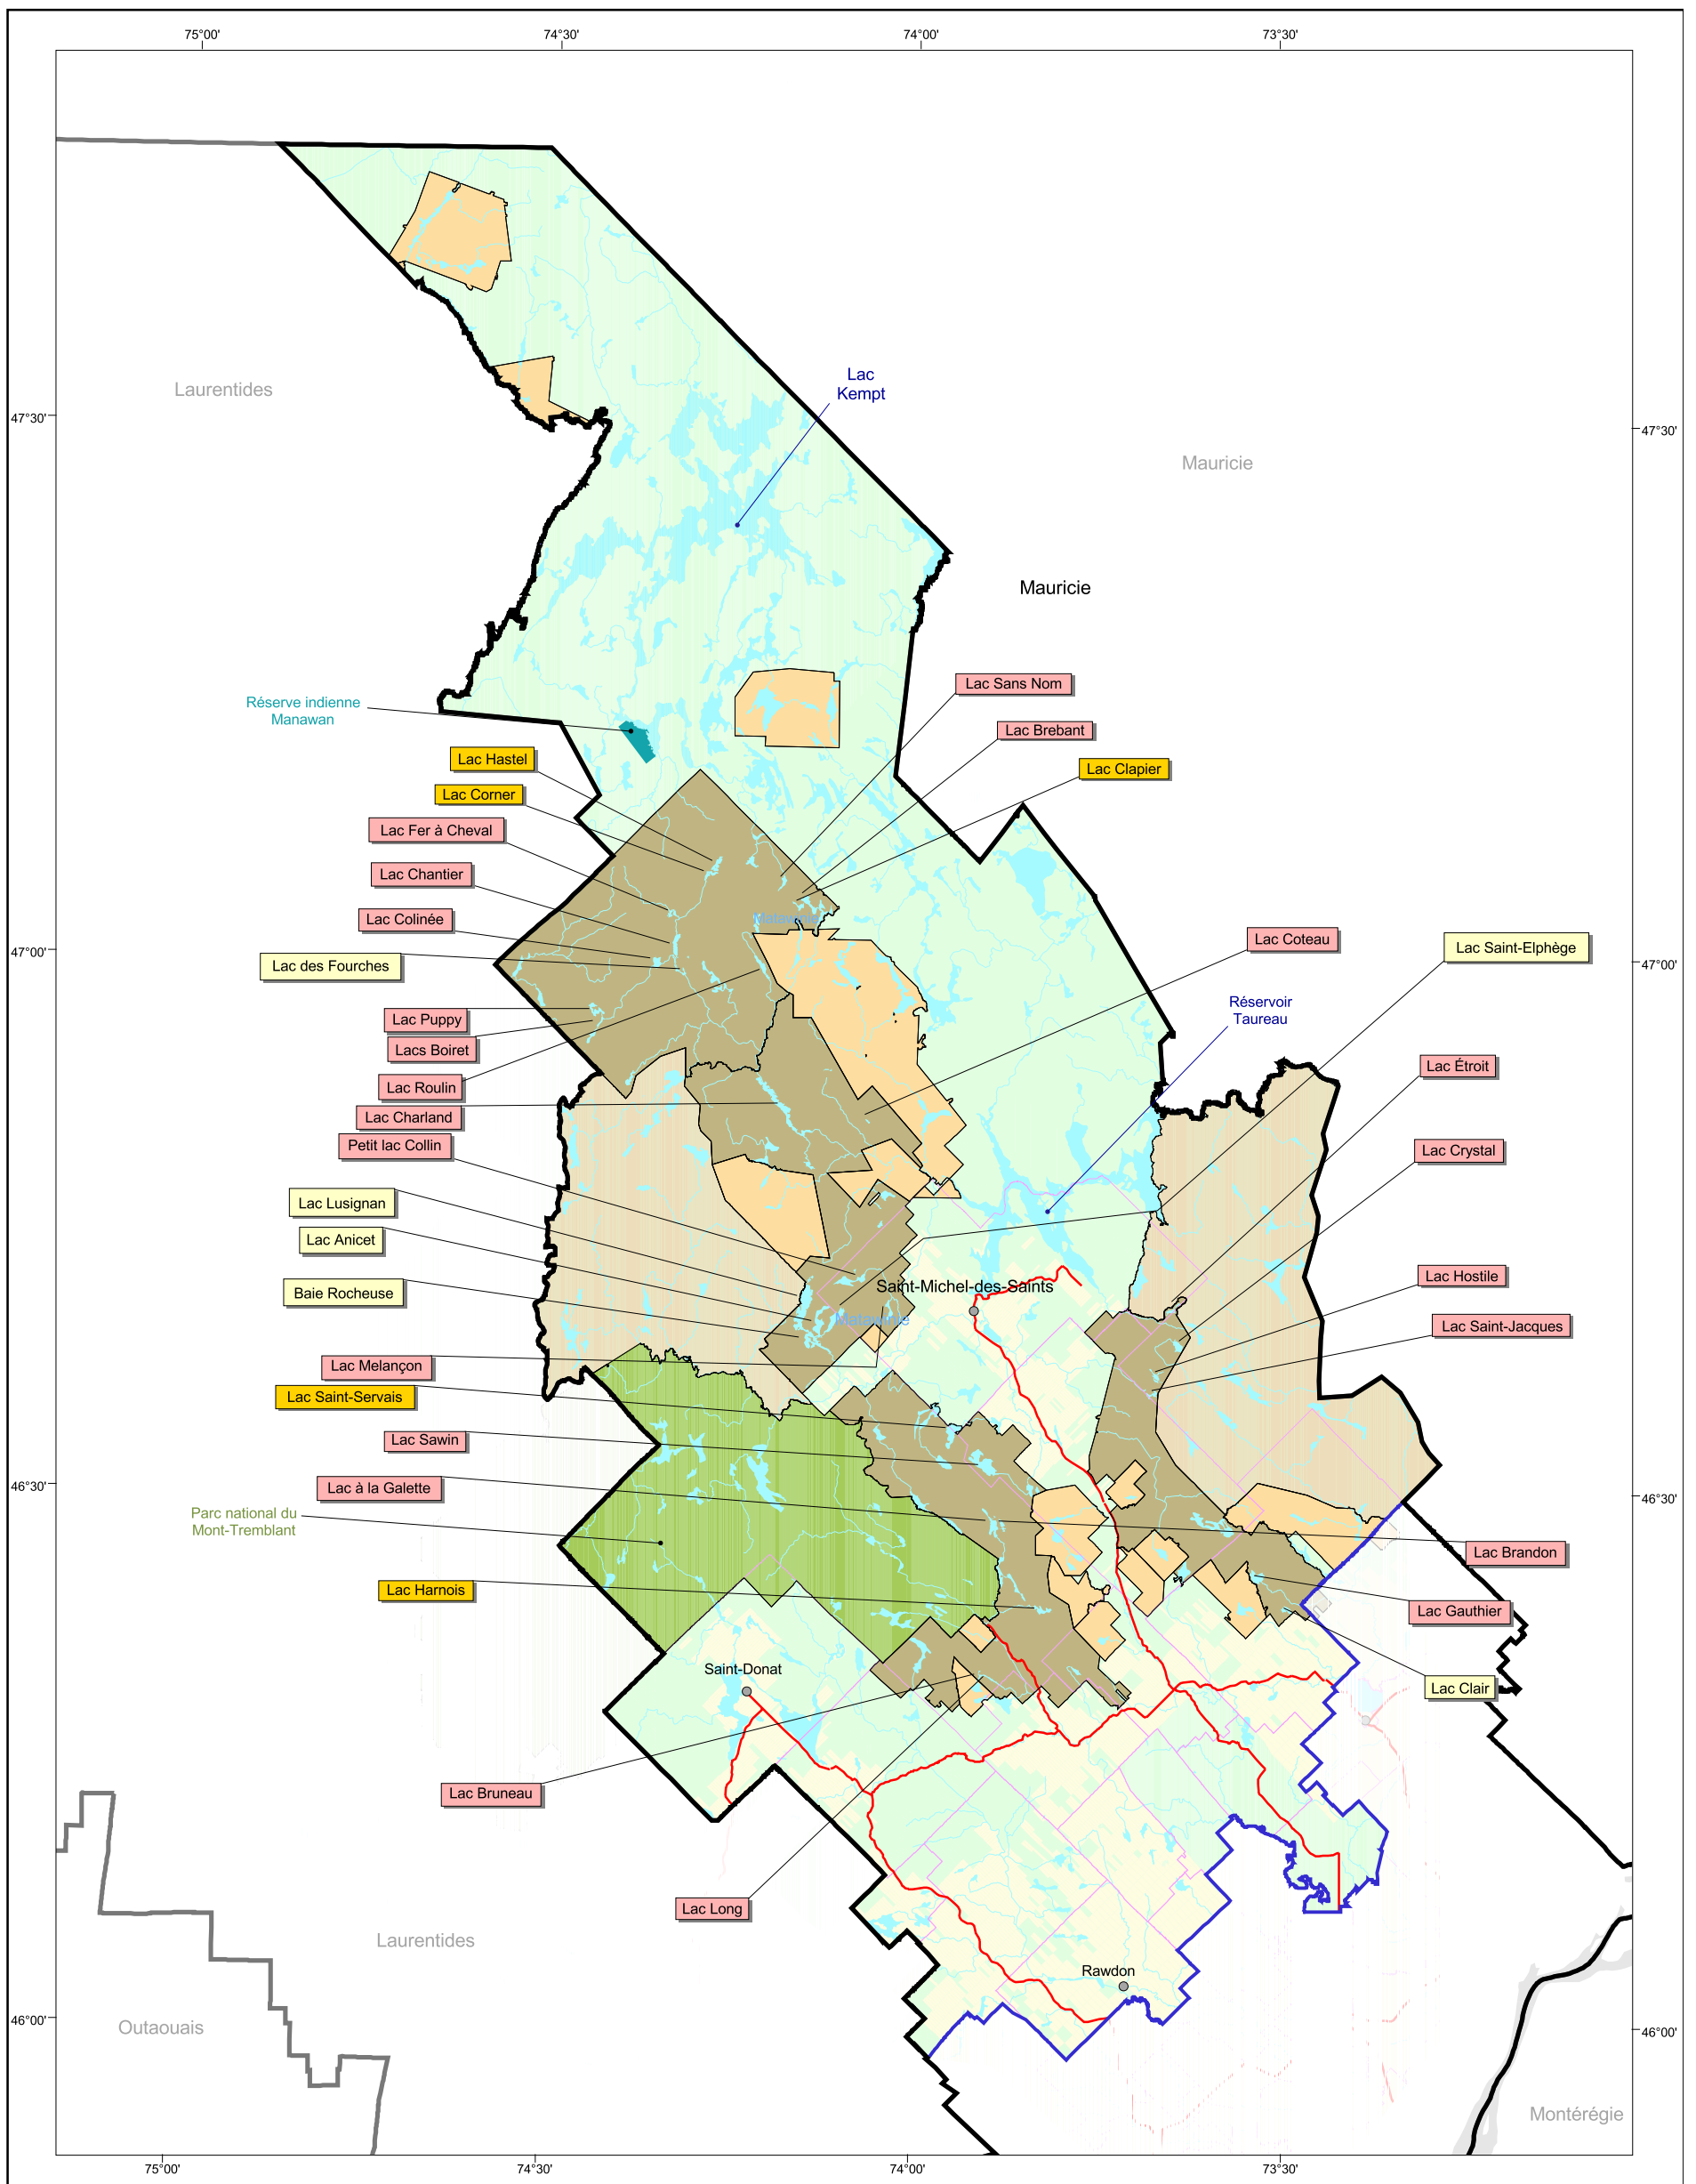 75°00'
74°30'
74°00'
73°30'
Lac
Kempt
Laurentides
47°30'
47°30'
Mauricie
Mauricie
Lac Sans Nom
Réserve indienne
Manawan
Lac Brebant
Lac Hastel
Lac Clapier
Lac Corner
Lac Fer à Cheval
Lac Chantier
Lac Colinée
Matawinie
Lac Coteau
Lac Saint-Elphège
47°00'
47°00'
Lac des Fourches
Réservoir
Taureau
Lac Puppy
Lacs Boiret
Lac Étroit
Lac Roulin
Lac Charland
Petit lac Collin
Lac Crystal
Lac Lusignan
Lac Anicet
Lac Hostile
Saint-Michel-des-Saints
Baie Rocheuse
Matawinie
Lac Saint-Jacques
Lac Melançon
Lac Saint-Servais
Lac Sawin
46°30'
46°30'
Lac à la Galette
Parc national du
Mont-Tremblant
Lac Brandon
Lac Harnois
Lac Gauthier
Saint-Donat
Lac Clair
Lac Bruneau
Lac Long
Laurentides
Rawdon
46°00'
46°00'
Outaouais
Montérégie
75°00'
74°30'
74°00'
73°30'